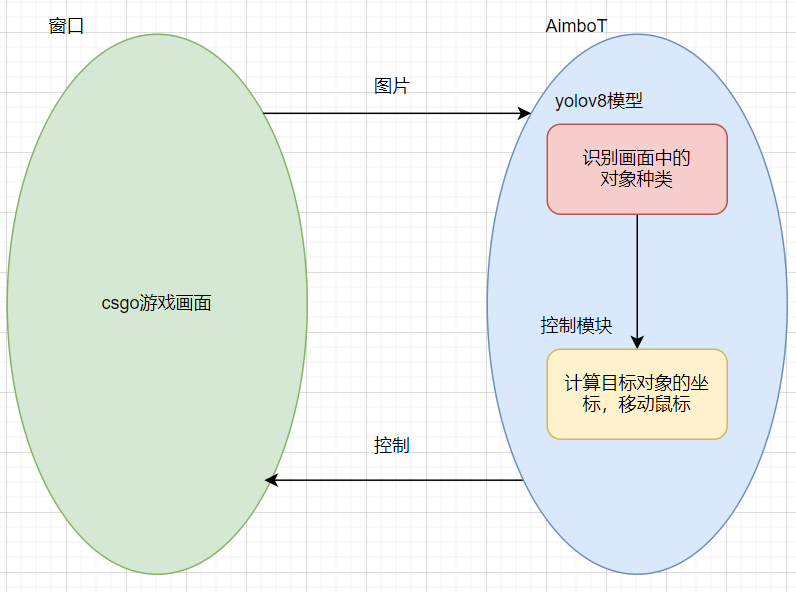 窗口
AimboT
图片
yolov8模型
识别画面中的
对象种类
csgo游戏画面
控制模块
计算目标对象的坐
标，移动鼠标
控制